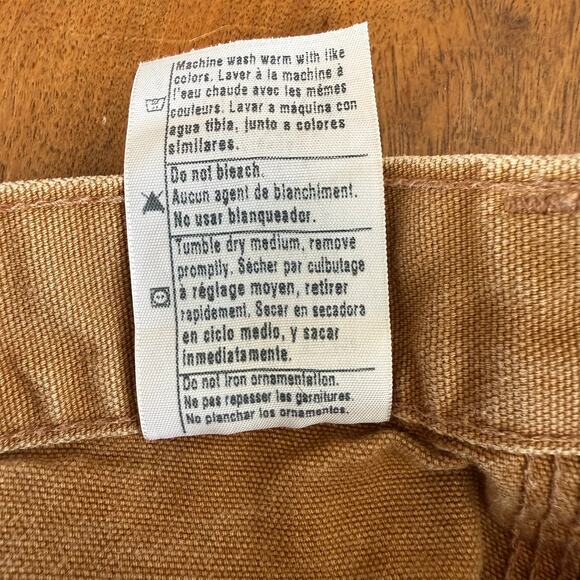 Machine wash warm with like
colors. Laver à la machine à
l'eau chaude avec les mémes
couleurs. Lavar a máquina con
agua tibia, junto a colores
similares.
Do not bleach.
Aucun agent de blanchiment.
No usar blanqueador.
Tumble dry medium, remove
promptly. Sécher par culbutage
à réglage moyen, retirer
rapidement. Secar en secadora
en ciclo medio, y sacar
inmediatamente.
Do not iron ornamentation.
Ne pas repasser les garnitures.
No planchar los ornamentos.